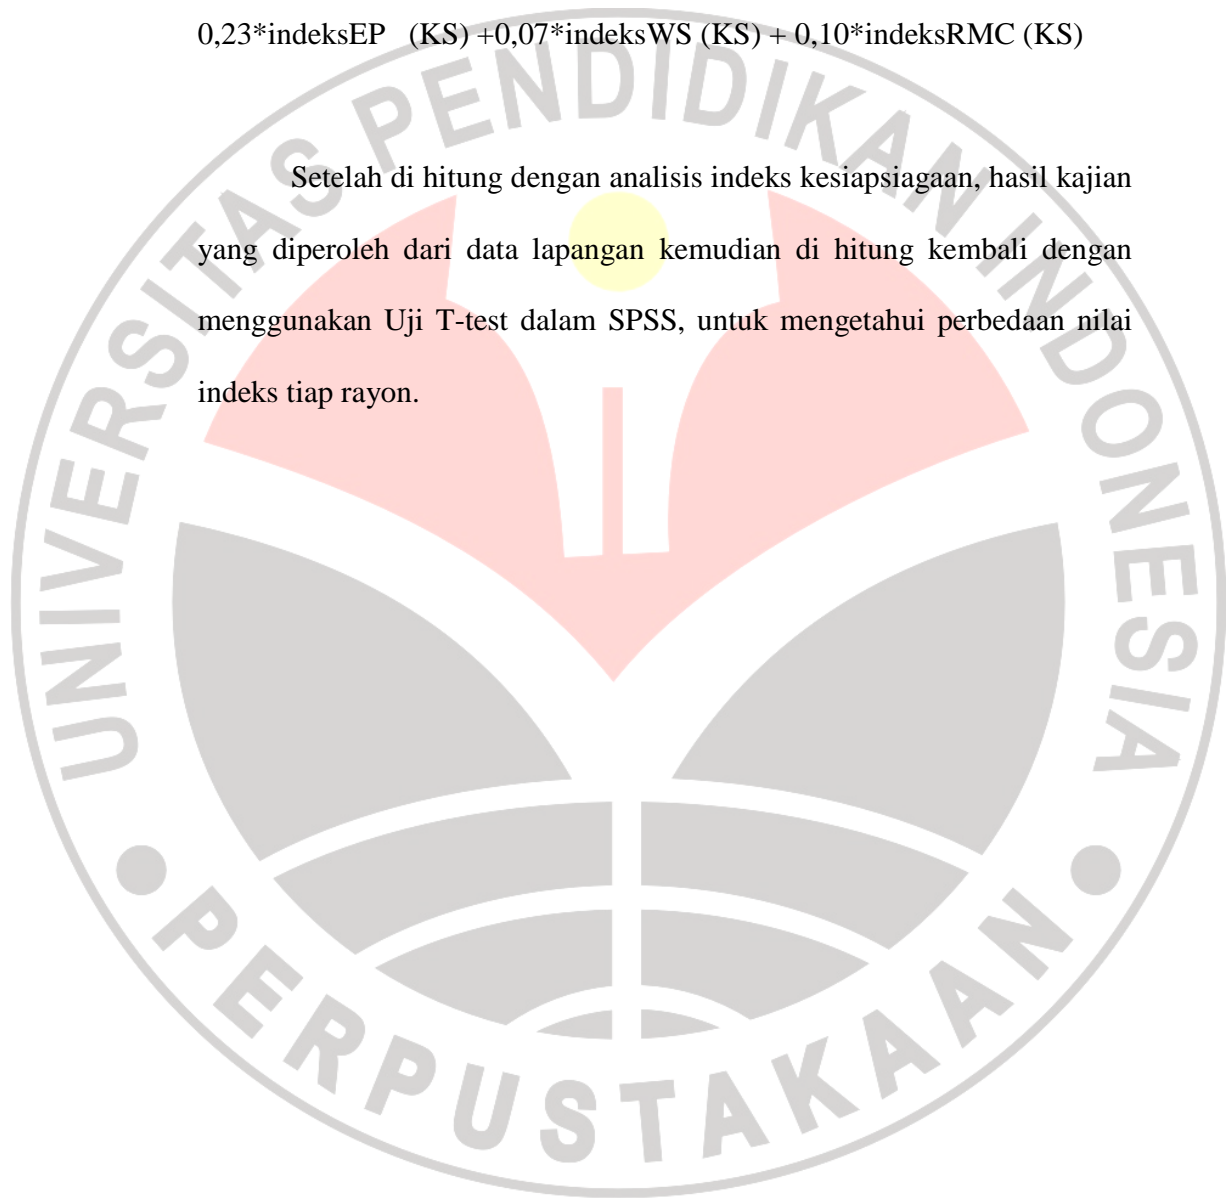 0,23*indeksEP (KS) +0,07*indeksWS (KS) + 0,10*indeksRMC (KS)
Setelah di hitung dengan analisis indeks kesiapsiagaan, hasil kajian
yang diperoleh dari data lapangan kemudian di hitung kembali dengan
menggunakan Uji T-test dalam SPSS, untuk mengetahui perbedaan nilai
indeks tiap rayon.
UNIVERSITAS PENDIDIKAN INDONESIA
PERPUSTAKAAN